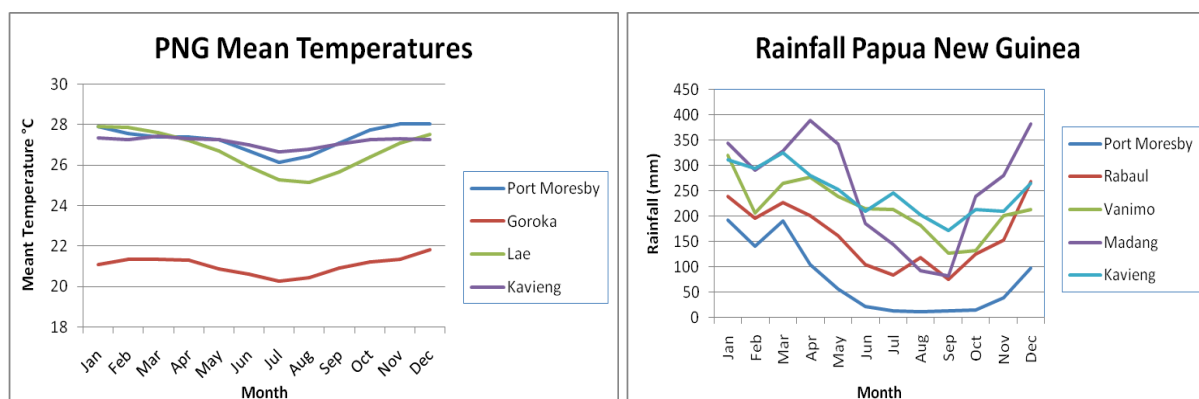 PNG Mean Temperatures
30
28
26
24
22
20
18
Meant Temperature °C
Jan
Feb
Mar
Apr
May
Jun
Jul
Aug
Sep
Oct
Nov
Dec
Month
Port Moresby
Goroka
Lae
Kavieng
Rainfall Papua New Guinea
450
400
350
300
250
200
150
100
50
0
Rainfall (mm)
Jan
Feb
Mar
Apr
May
Jun
Jul
Aug
Sep
Oct
Nov
Dec
Month
Port Moresby
Rabaul
Vanimo
Madang
Kavieng